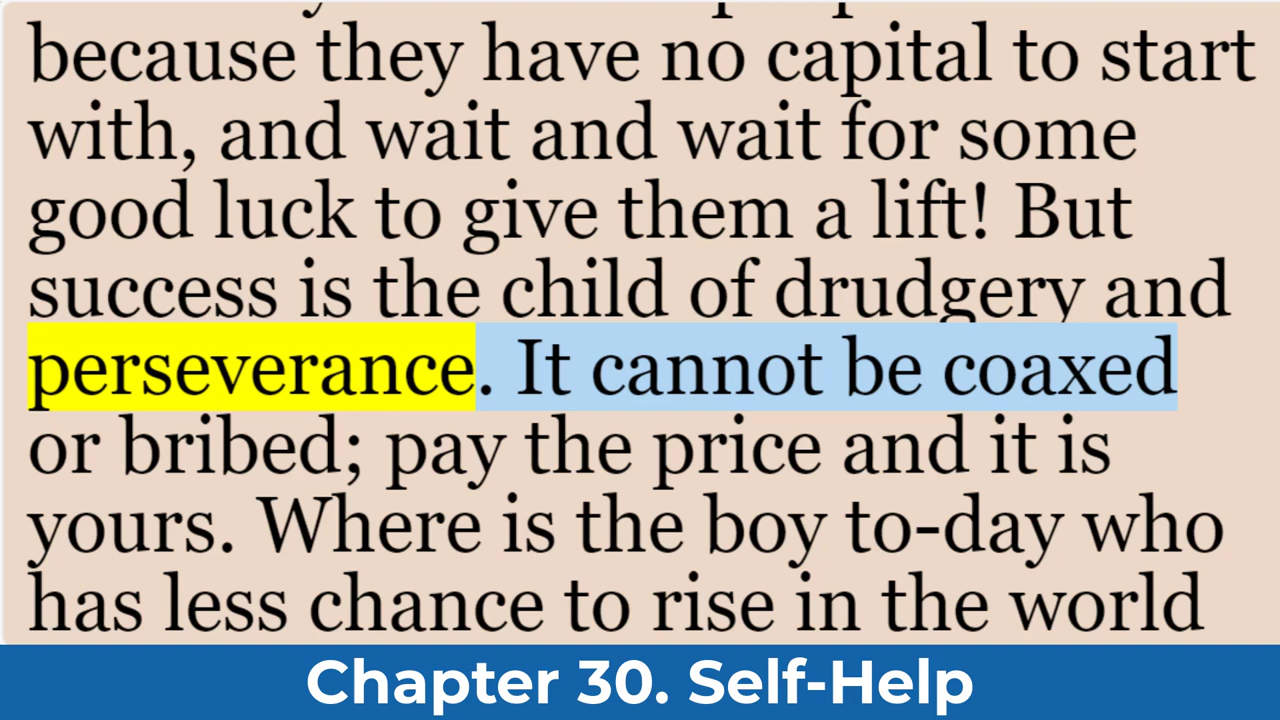 because they have no capital to start
with, and wait and wait for some
good luck to give them a lift! But
success is the child of drudgery and
perseverance. It cannot be coaxed
or bribed; pay the price and it is
yours. Where is the boy to-day who
has less chance to rise in the world
Chapter 30. Self-Help